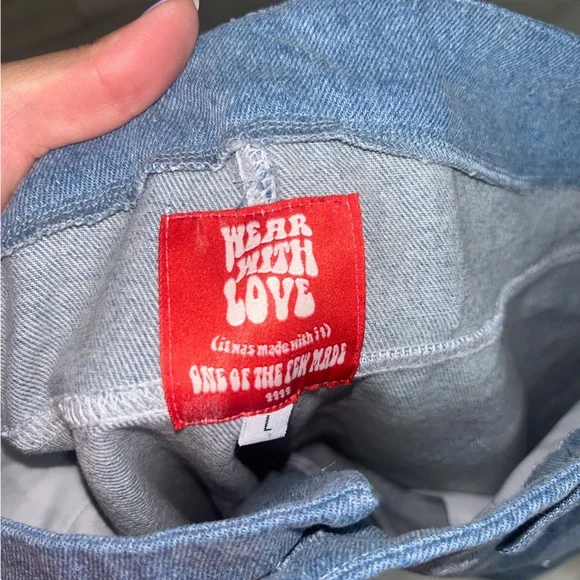 WEAR
WITH
LOVE
(it was made with it)
ONE OF THE FEW MADE
L